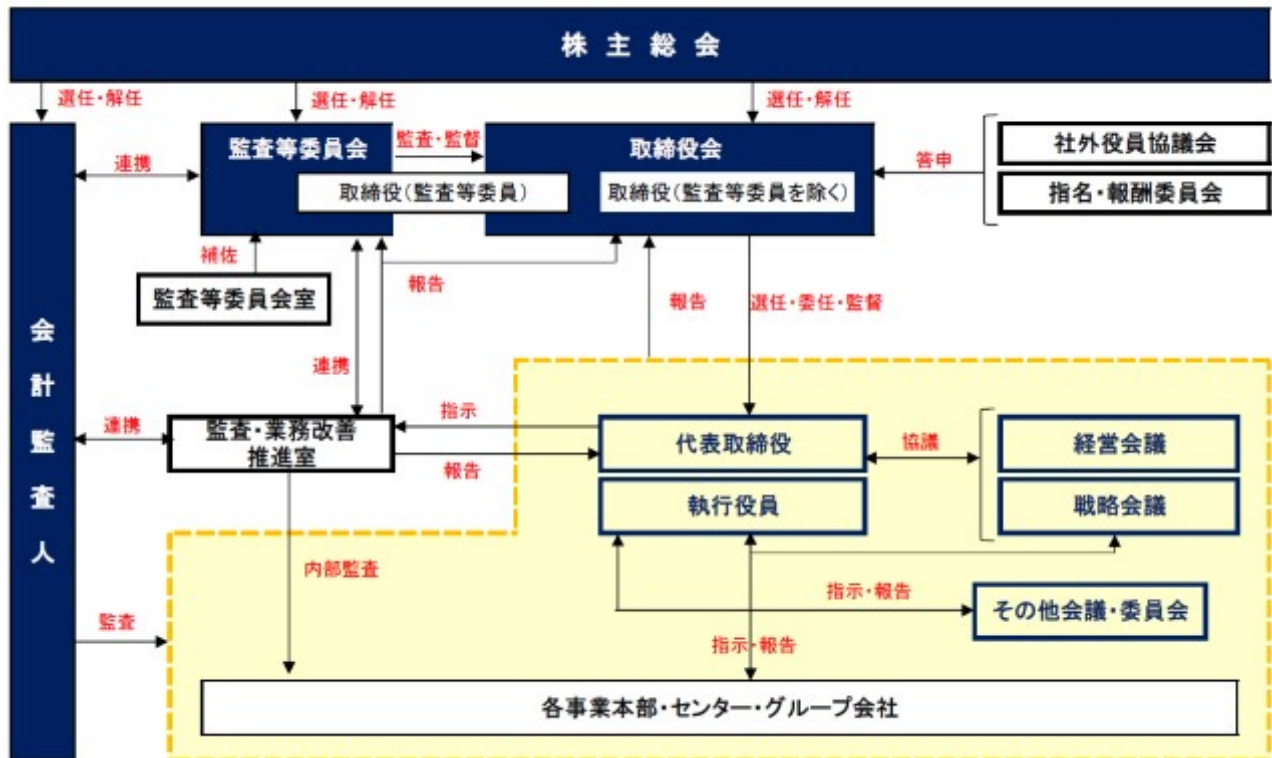 株主総会
選任・解任
選任・解任
選任・解任
監査等委員会
監査・監督
取締役会
社外役員協議会
連携
答申
取締役(監査等委員)
取締役(監査等委員を除く)
指名・報酬委員会
補佐
報告
監査等委員会室
報告
選任・委任・監督
会計監査人
連携
連携
監査・業務改善
推進室
指示
報告
代表取締役
協議
経営会議
執行役員
戦略会議
内部監査
指示・報告
その他会議・委員会
監査
指示・報告
各事業本部・センター・グループ会社